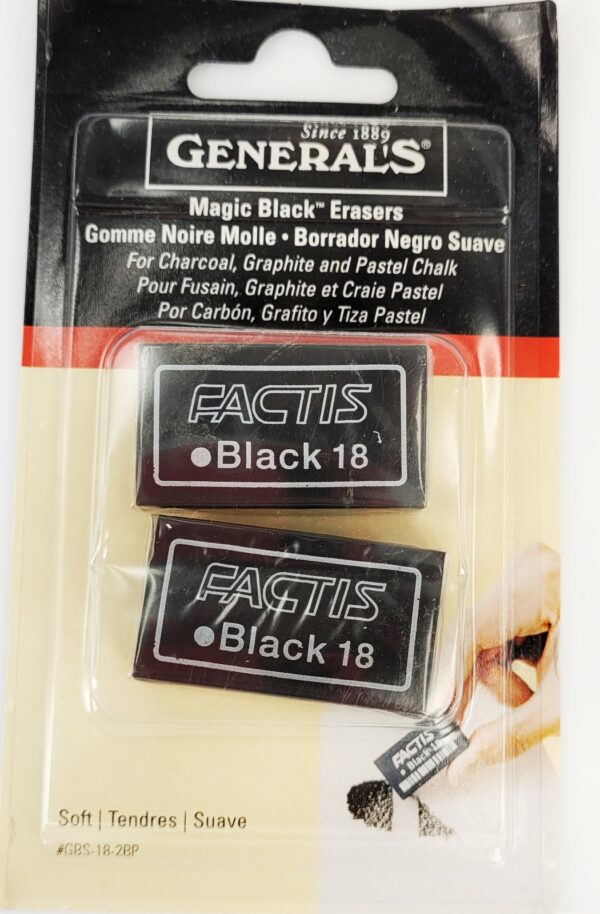 Since 1889
GENERAL'S®
Magic Black™ Erasers
Gomme Noire Molle • Borrador Negro Suave
For Charcoal, Graphite and Pastel Chalk
Pour Fusain, Graphite et Craie Pastel
Por Carbón, Grafito y Tiza Pastel
FACTIS
Black 18
FACTIS
Black 18
FACTIS
Black 18
Soft | Tendres | Suave
#GBS-18-2BP